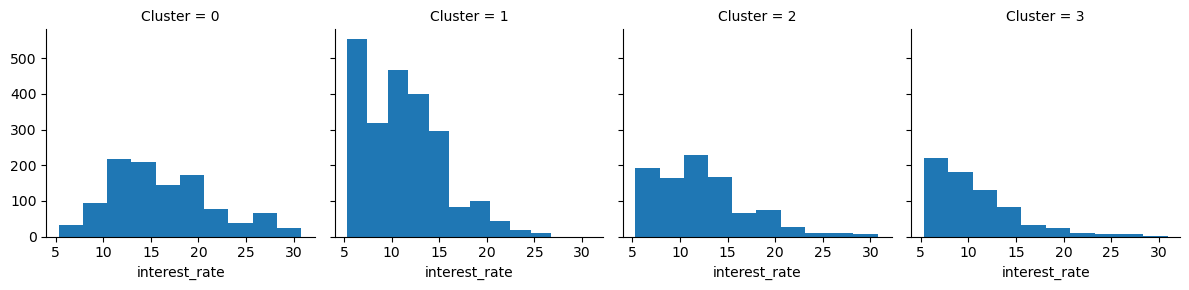 Cluster = 0 Cluster = 1 Cluster = 2 Cluster = 3
500
400
300
200
100
0
5 10 15 20 25 30 5 10 15 20 25 30 5 10 15 20 25 30 5 10 15 20 25 30
interest_rate interest_rate interest_rate interest_rate